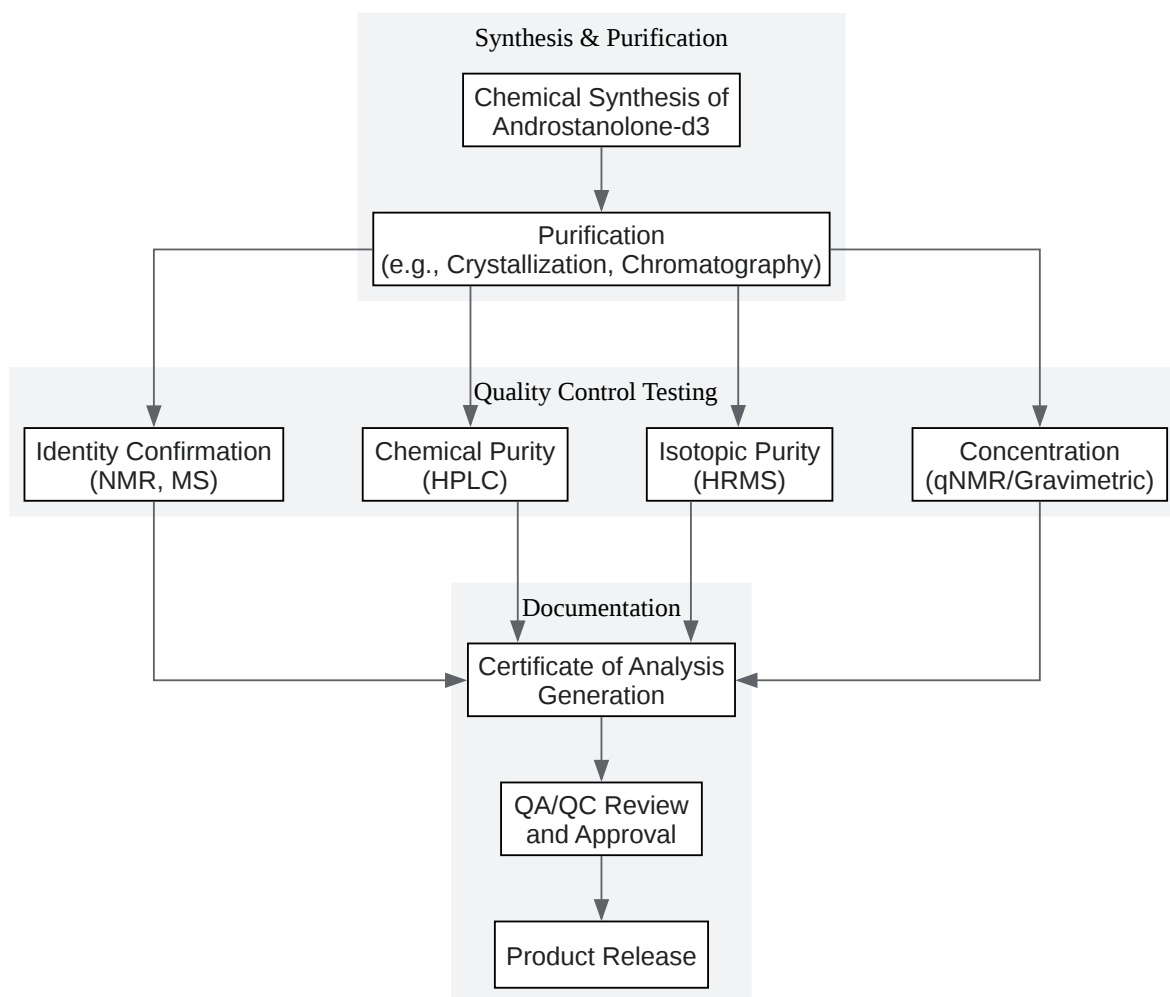 Synthesis & Purification
Chemical Synthesis of
Androstanolone-d3
Purification
(e.g., Crystallization, Chromatography)
Quality Control Testing
Identity Confirmation
(NMR, MS)
Chemical Purity
(HPLC)
Isotopic Purity
(HRMS)
Concentration
(qNMR/Gravimetric)
Documentation
Certificate of Analysis
Generation
QA/QC Review
and Approval
Product Release